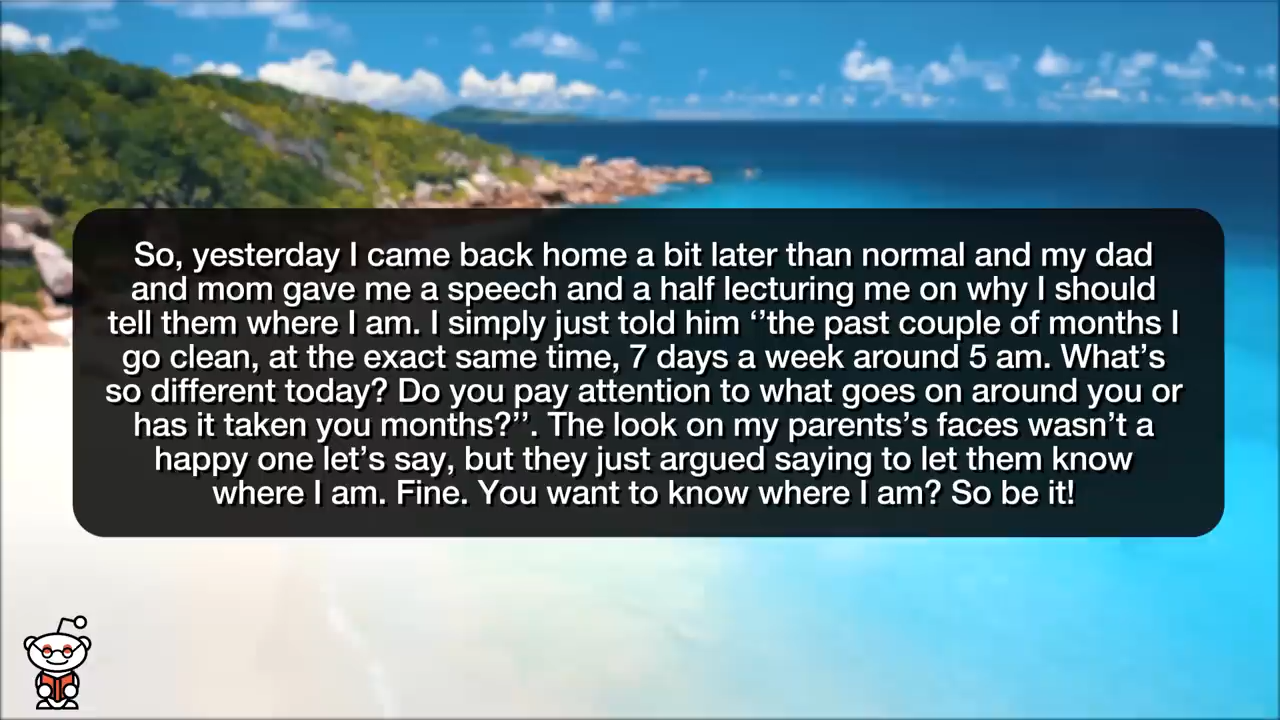 So, yesterday I came back home a bit later than normal and my dad
and mom gave me a speech and a half lecturing me on why I should
tell them where I am. I simply just told him ‘’the past couple of months I
go clean, at the exact same time, 7 days a week around 5 am. What’s
so different today? Do you pay attention to what goes on around you or
has it taken you months?’’. The look on my parents’s faces wasn’t a
happy one let’s say, but they just argued saying to let them know
where I am. Fine. You want to know where I am? So be it!